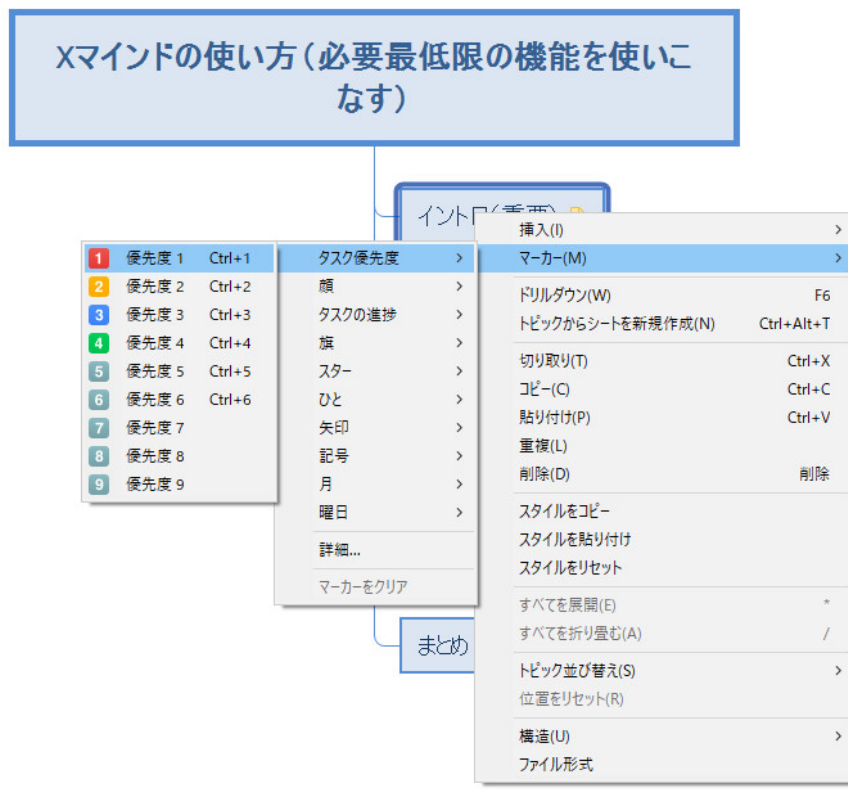 Xマインドの使い方（必要最低限の機能を使いこ
なす）
イントロ(重要)
挿入(I) >
マーカー(M) >
ドリルダウン(W) F6
トピックからシートを新規作成(N) Ctrl+Alt+T
切り取り(T) Ctrl+X
コピー(C) Ctrl+C
貼り付け(P) Ctrl+V
重複(L)
削除(D) 削除
スタイルをコピー
スタイルを貼り付け
スタイルをリセット
すべてを展開(E) *
すべてを折り畳む(A) /
トピック並び替え(S) >
位置をリセット(R)
構造(U) >
ファイル形式
タスク優先度 >
顔 >
タスクの進捗 >
旗 >
スター >
ひと >
矢印 >
記号 >
月 >
曜日 >
詳細...
マーカーをクリア
1 優先度 1 Ctrl+1
2 優先度 2 Ctrl+2
3 優先度 3 Ctrl+3
4 優先度 4 Ctrl+4
5 優先度 5 Ctrl+5
6 優先度 6 Ctrl+6
7 優先度 7
8 優先度 8
9 優先度 9
まとめ